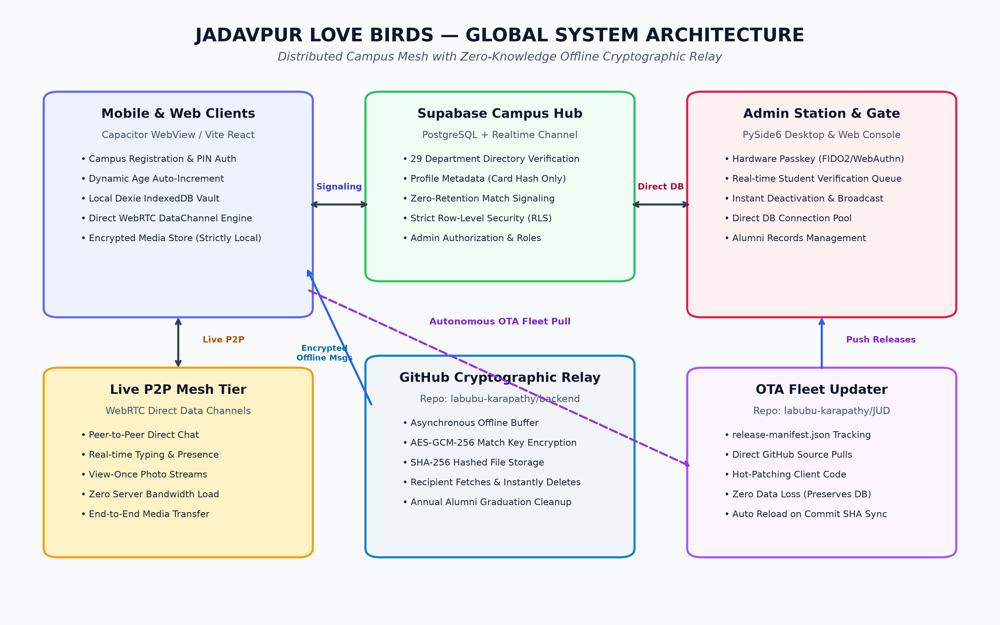 JADAVPUR LOVE BIRDS — GLOBAL SYSTEM ARCHITECTURE
Distributed Campus Mesh with Zero-Knowledge Offline Cryptographic Relay
Mobile & Web Clients
Capacitor WebView / Vite React
• Campus Registration & PIN Auth
• Dynamic Age Auto-Increment
• Local Dexie IndexedDB Vault
• Direct WebRTC DataChannel Engine
• Encrypted Media Store (Strictly Local)
Signaling
Supabase Campus Hub
PostgreSQL + Realtime Channel
• 29 Department Directory Verification
• Profile Metadata (Card Hash Only)
• Zero-Retention Match Signaling
• Strict Row-Level Security (RLS)
• Admin Authorization & Roles
Direct DB
Admin Station & Gate
PySide6 Desktop & Web Console
• Hardware Passkey (FIDO2/WebAuthn)
• Real-time Student Verification Queue
• Instant Deactivation & Broadcast
• Direct DB Connection Pool
• Alumni Records Management
Live P2P
Encrypted
Offline Msgs
Autonomous OTA Fleet Pull
Push Releases
Live P2P Mesh Tier
WebRTC Direct Data Channels
• Peer-to-Peer Direct Chat
• Real-time Typing & Presence
• View-Once Photo Streams
• Zero Server Bandwidth Load
• End-to-End Media Transfer
GitHub Cryptographic Relay
Repo: labubu-karapathy/backend
• Asynchronous Offline Buffer
• AES-GCM-256 Match Key Encryption
• SHA-256 Hashed File Storage
• Recipient Fetches & Instantly Deletes
• Annual Alumni Graduation Cleanup
OTA Fleet Updater
Repo: labubu-karapathy/JUD
• release-manifest.json Tracking
• Direct GitHub Source Pulls
• Hot-Patching Client Code
• Zero Data Loss (Preserves DB)
• Auto Reload on Commit SHA Sync